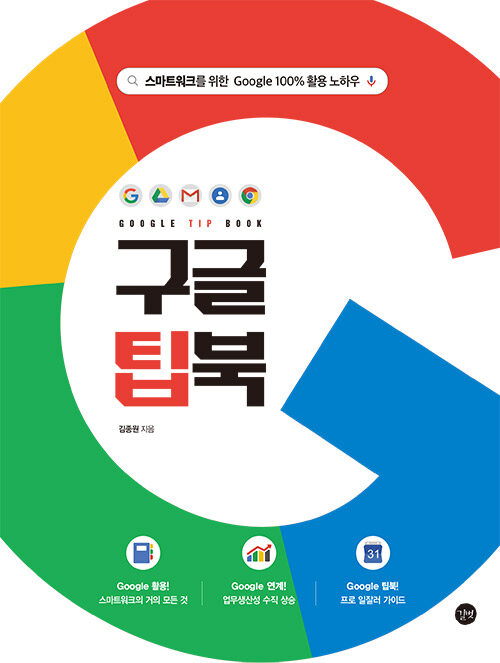 스마트워크를 위한 Google 100% 활용 노하우
GOOGLE TIP BOOK
구글
팁북
김종원 지음
31
Google 활용!
스마트워크의 거의 모든 것
Google 연계!
업무생산성 수직 상승
Google 팁북!
프로 일잘러 가이드
길벗